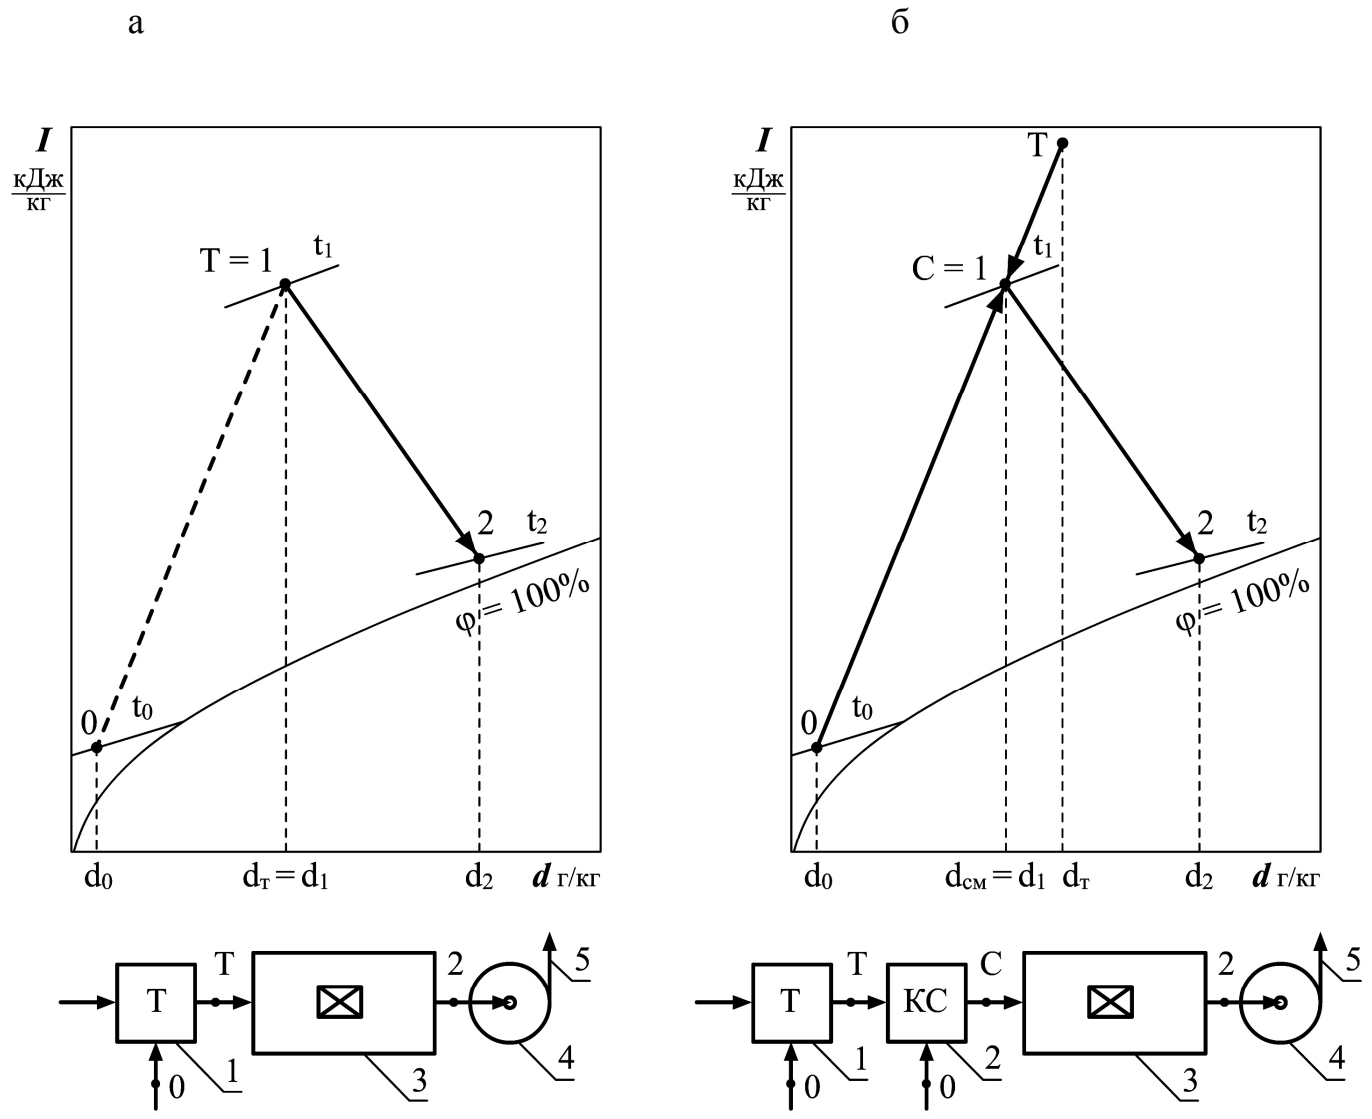 а
I
кДж
кг
T = 1
t1
2
t2
φ = 100%
0
t0
d0
dт = d1
d2
d г/кг
T
T
2
5
0
1
3
4
б
I
кДж
кг
T
C = 1
t1
2
t2
φ = 100%
0
t0
d0
dсм = d1
dт
d2
d г/кг
T
T
КС
С
2
5
0
1
0
2
3
4